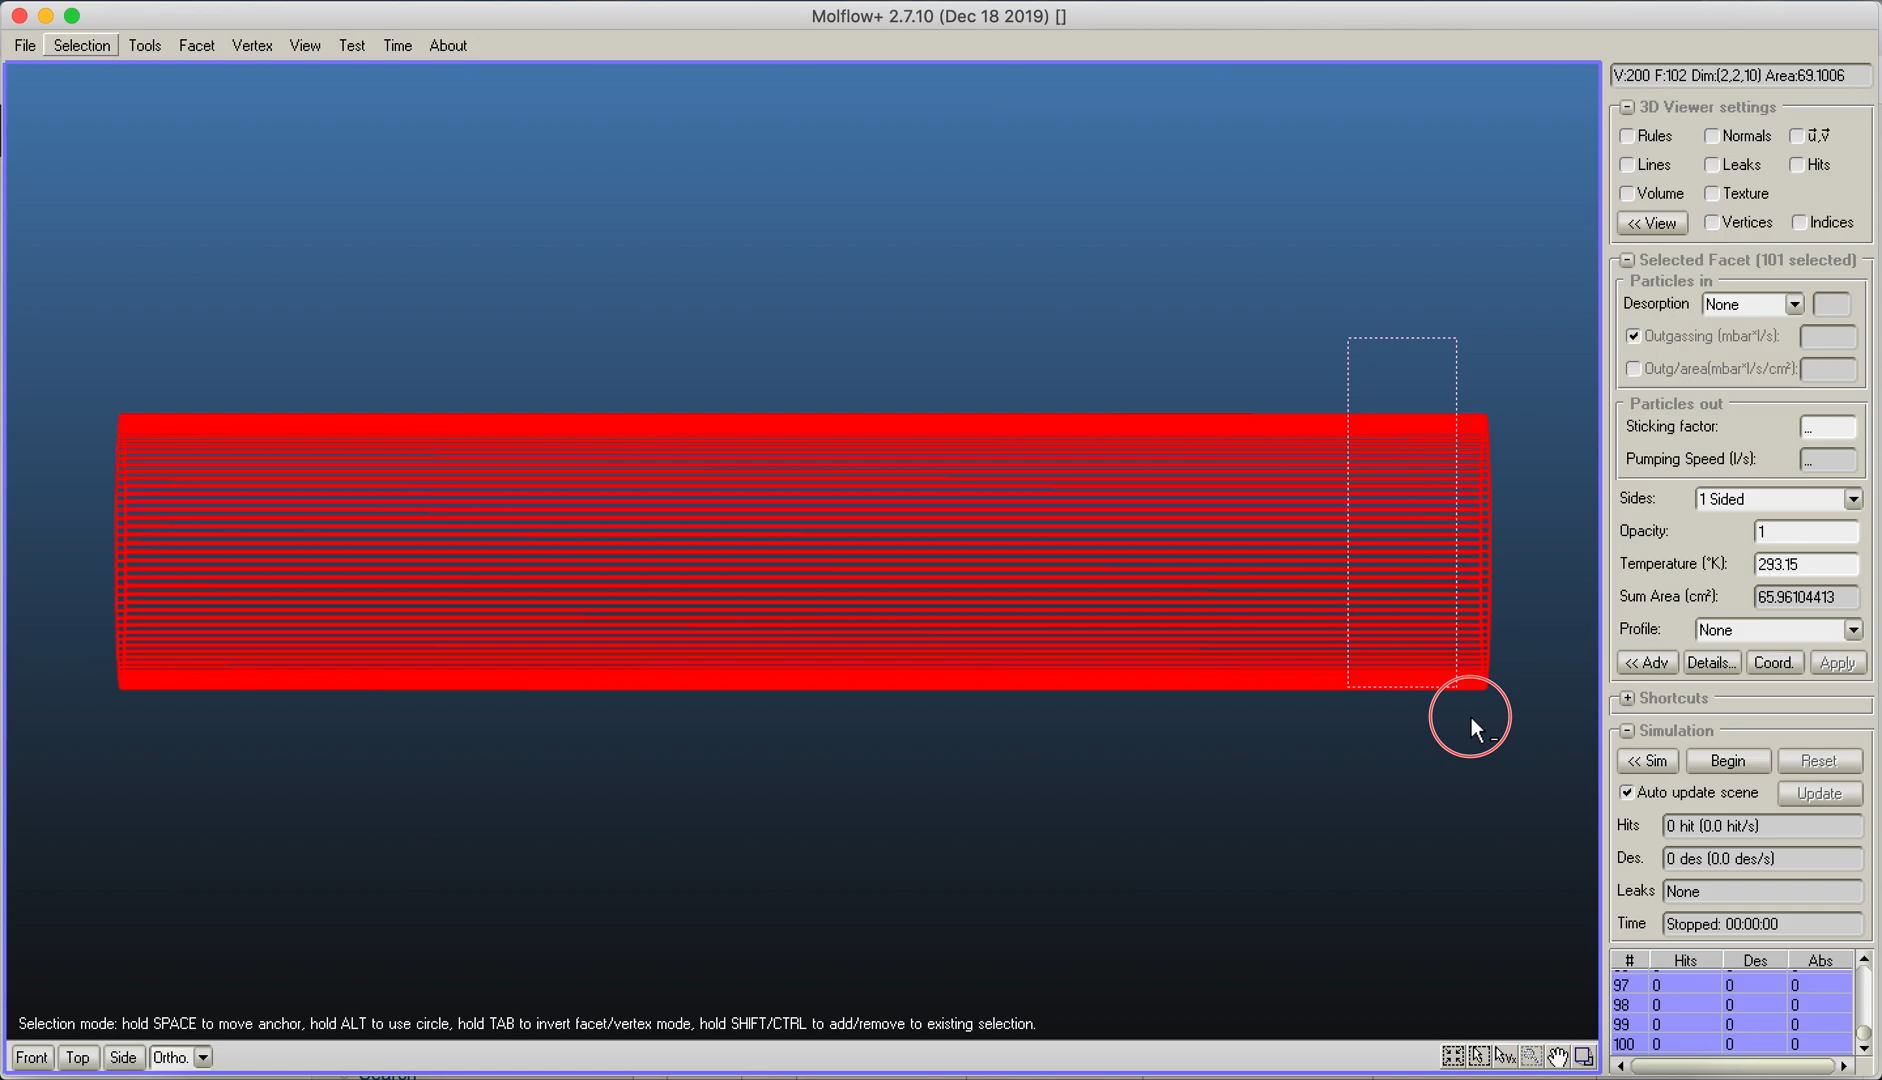 Molflow+ 2.7.10 (Dec 18 2019) []
File Selection Tools Facet Vertex View Test Time About
V:200 F:102 Dim:(2,2,10) Area:69.1006
3D Viewer settings
Rules Normals u,v
Lines Leaks Hits
Volume Texture
<< View Vertices Indices
Selected Facet (101 selected)
Particles in
Desorption None
Outgassing (mbar*l/s):
Outg/area(mbar*l/s/cm²):
Particles out
Sticking factor: ...
Pumping Speed (l/s): ...
Sides: 1 Sided
Opacity: 1
Temperature (°K): 293.15
Sum Area (cm²): 65.96104413
Profile: None
<< Adv Details... Coord. Apply
Shortcuts
Simulation
<< Sim Begin Reset
Auto update scene Update
Hits 0 hit (0.0 hit/s)
Des. 0 des (0.0 des/s)
Leaks None
Time Stopped: 00:00:00
# Hits Des Abs
97 0 0 0
98 0 0 0
99 0 0 0
100 0 0 0
Selection mode: hold SPACE to move anchor, hold ALT to use circle, hold TAB to invert facet/vertex mode, hold SHIFT/CTRL to add/remove to existing selection.
Front Top Side Ortho.
Vx